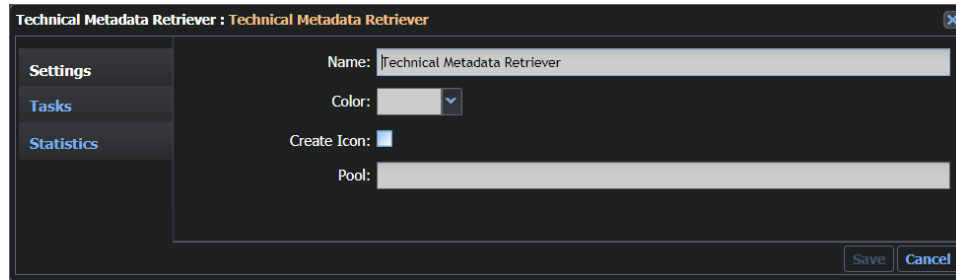 Technical Metadata Retriever : Technical Metadata Retriever
Settings
Tasks
Statistics
Name: Technical Metadata Retriever
Color:
Create Icon:
Pool:
Save Cancel